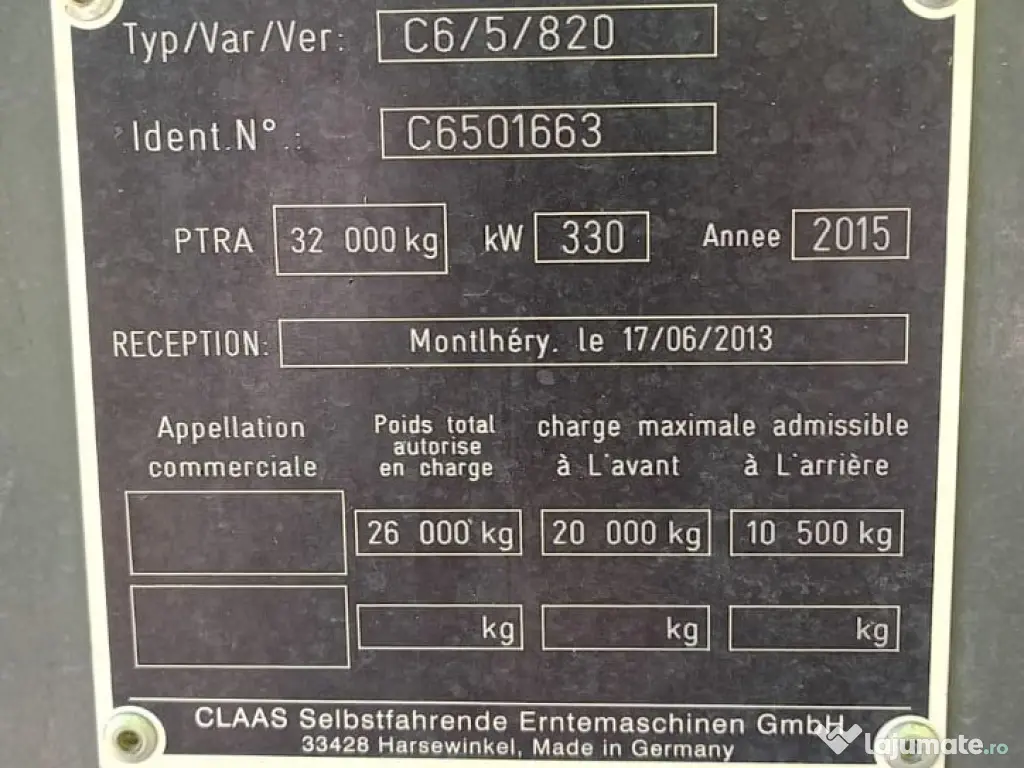 Typ/Var/Ver: C6/5/820
Ident.N° .: C6501663
PTRA 32 000 kg kW 330 Annee 2015
RECEPTION: Montlhéry. le 17/06/2013
Appellation commerciale
Poids total autorise en charge
charge maximale admissible
à L'avant à L'arrière
26 000 kg 20 000 kg 10 500 kg
kg kg kg
CLAAS Selbstfahrende Erntemaschinen GmbH
33428 Harsewinkel, Made in Germany
lajumate.ro